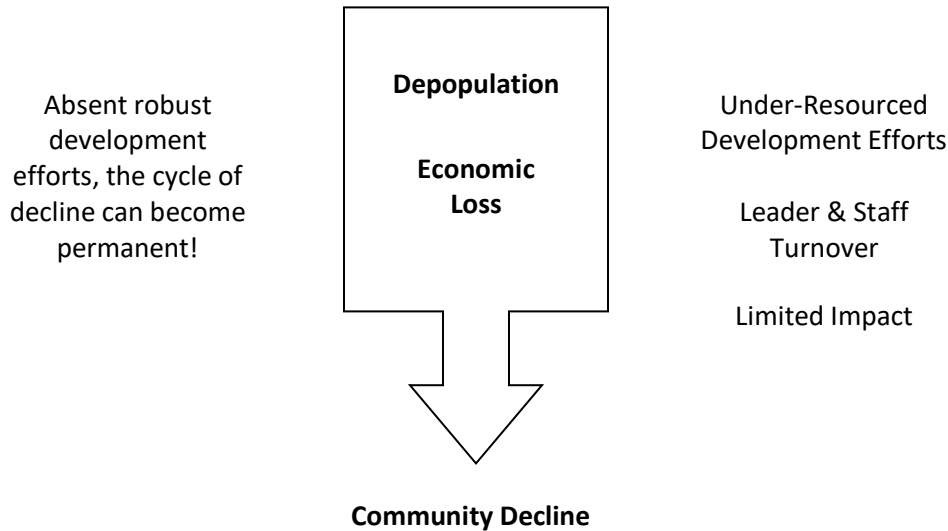 Absent robust
development
efforts, the cycle of
decline can become
permanent!
Depopulation
Economic
Loss
Under-Resourced
Development Efforts
Leader & Staff
Turnover
Limited Impact
Community Decline